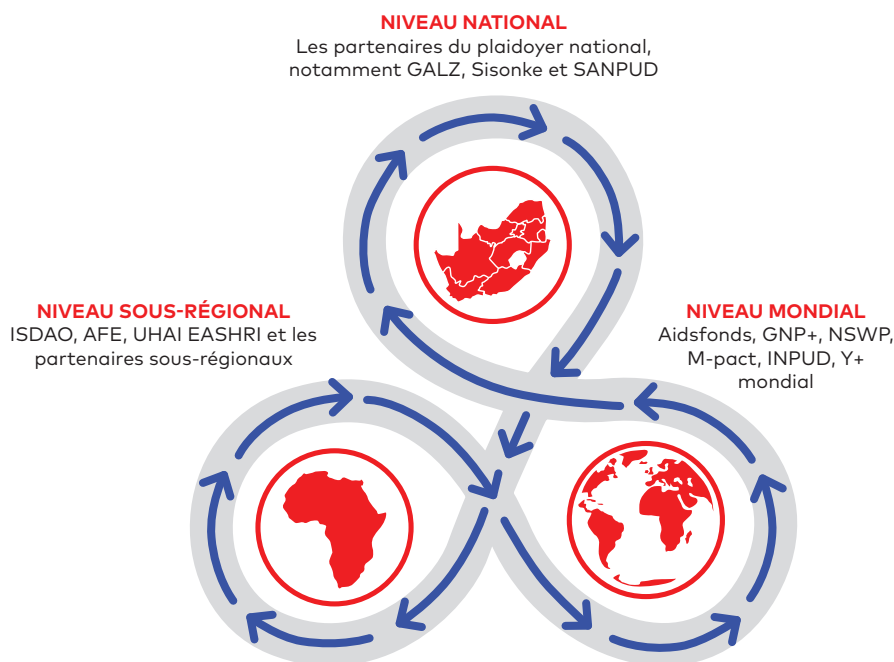 NIVEAU NATIONAL
Les partenaires du plaidoyer national,
notamment GALZ, Sisonke et SANPUD
NIVEAU SOUS-RÉGIONAL
ISDAO, AFE, UHAI EASHRI et les
partenaires sous-régionaux
NIVEAU MONDIAL
Aidsfonds, GNP+, NSWP,
M-pact, INPUD, Y+
mondial